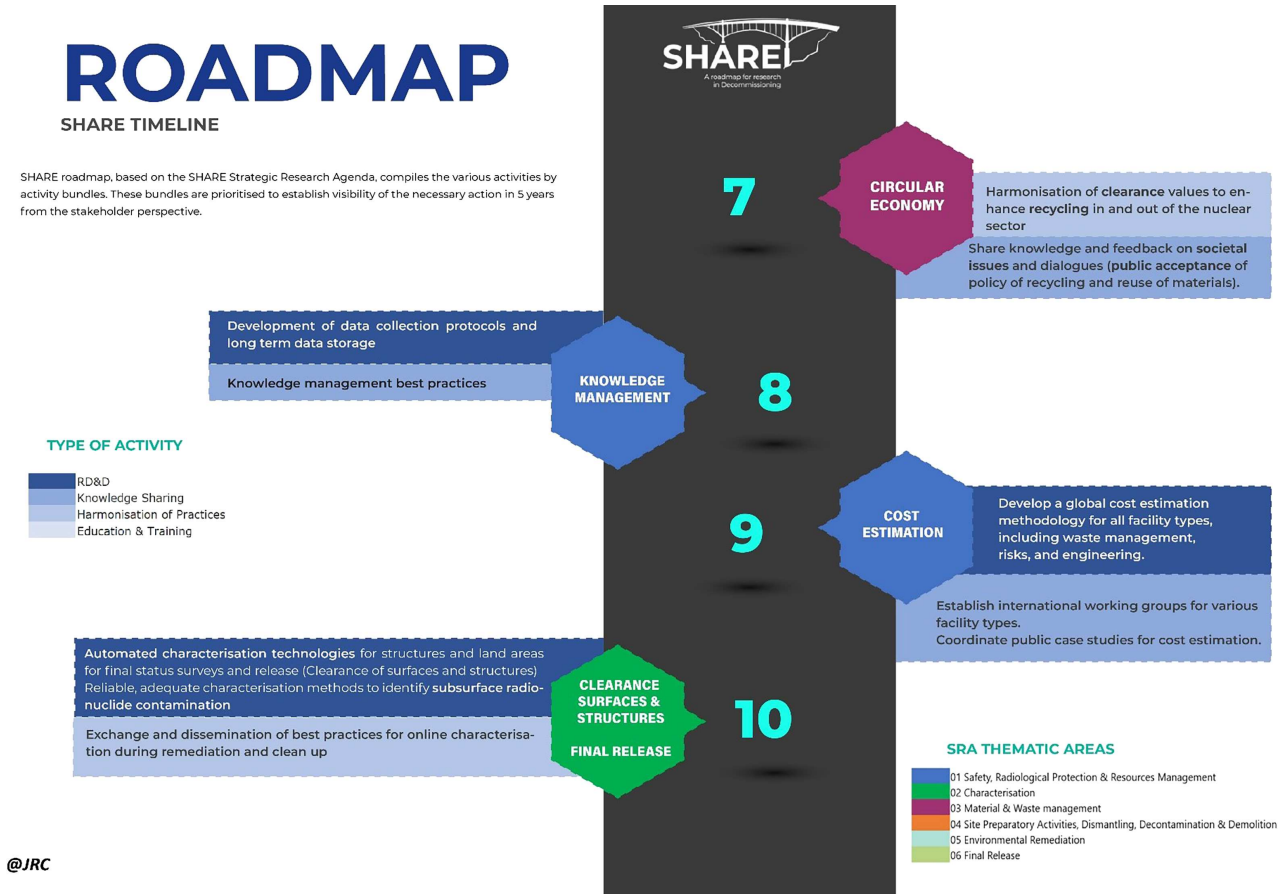 ROADMAP
SHARE TIMELINE
SHARE roadmap, based on the SHARE Strategic Research Agenda, compiles the various activities by
activity bundles. These bundles are prioritised to establish visibility of the necessary action in 5 years
from the stakeholder perspective.
SHARE
A roadmap for research
in Decommissioning
7
CIRCULAR
ECONOMY
Harmonisation of clearance values to en-
hance recycling in and out of the nuclear
sector
Share knowledge and feedback on societal
issues and dialogues (public acceptance of
policy of recycling and reuse of materials).
Development of data collection protocols and
long term data storage
Knowledge management best practices
KNOWLEDGE
MANAGEMENT
8
TYPE OF ACTIVITY
RD&D
Knowledge Sharing
Harmonisation of Practices
Education & Training
9
COST
ESTIMATION
Develop a global cost estimation
methodology for all facility types,
including waste management,
risks, and engineering.
Establish international working groups for various
facility types.
Coordinate public case studies for cost estimation.
Automated characterisation technologies for structures and land areas
for final status surveys and release (Clearance of surfaces and structures)
Reliable, adequate characterisation methods to identify subsurface radio-
nuclide contamination
Exchange and dissemination of best practices for online characterisa-
tion during remediation and clean up
CLEARANCE
SURFACES &
STRUCTURES
FINAL RELEASE
10
SRA THEMATIC AREAS
01 Safety, Radiological Protection & Resources Management
02 Characterisation
03 Material & Waste management
04 Site Preparatory Activities, Dismantling, Decontamination & Demolition
05 Environmental Remediation
06 Final Release
@JRC